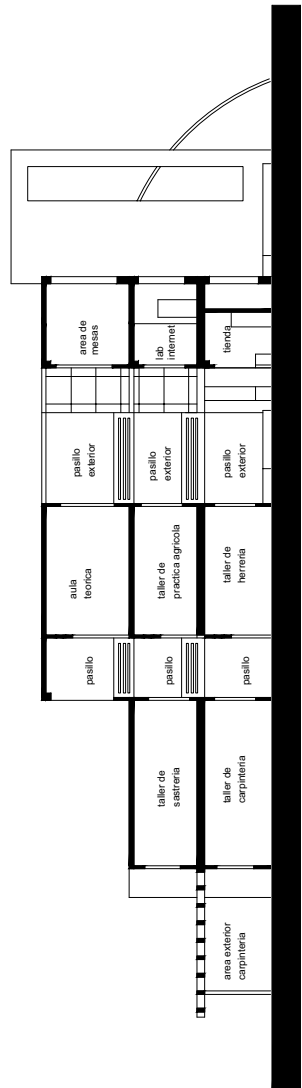 pasillo
aula
teorica
pasillo
exterior
area de
mesas
taller de
sastreria
pasillo
taller de
practica agricola
pasillo
exterior
lab
internet
area exterior
carpinteria
taller de
carpinteria
pasillo
taller de
herreria
pasillo
exterior
tienda